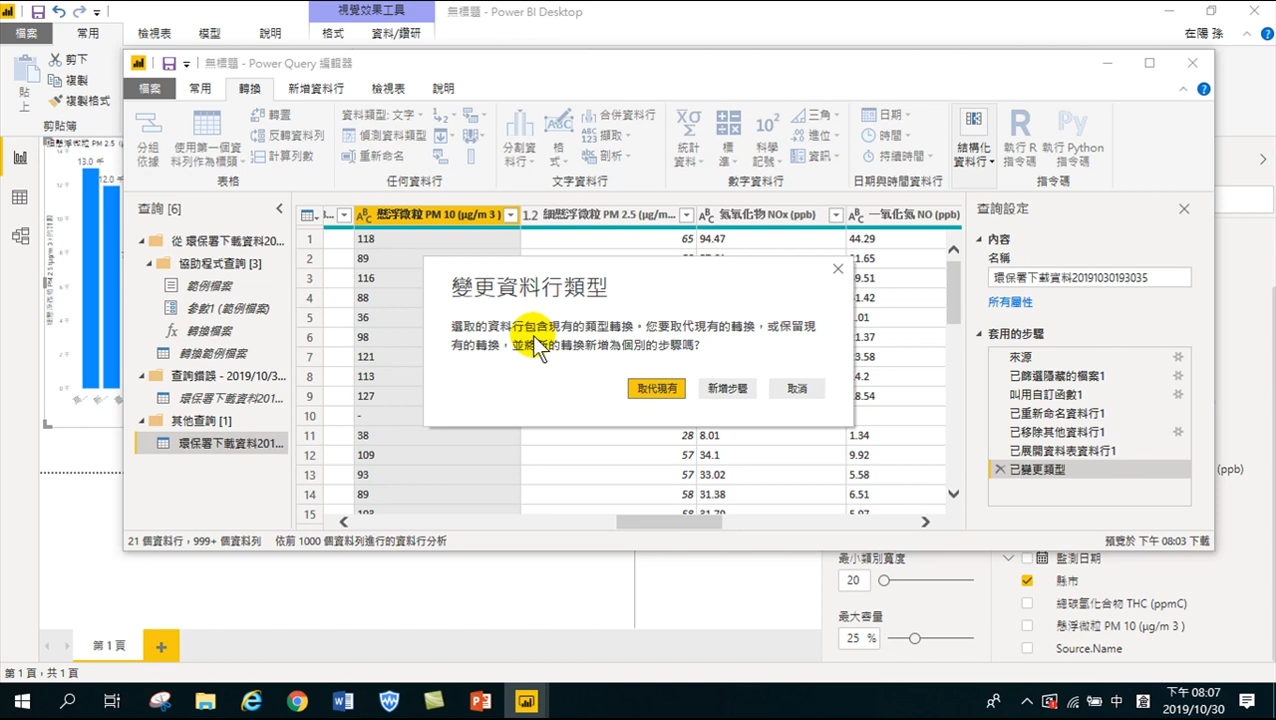 無標題 - Power BI Desktop
視覺效果工具
檔案
常用
檢視表
模型
說明
格式
資料/鑽研
在陽 孫
剪下
複製
複製格式
貼
上
剪貼簿
無標題 - Power Query 編輯器
檔案
常用
轉換
新增資料行
檢視表
說明
分組
依據
使用第一個資
料列作為標頭
轉置
反轉資料列
計算列數
表格
資料類型: 文字
偵測資料類型
重新命名
任何資料行
分割資
料行
格
式
合併資料行
擷取
剖析
文字資料行
統計
資料
標
準
科學
記號
三角
進位
資訊
數字資料行
日期
時間
持續時間
日期與時間資料行
結構化
資料行
執行 R
指令碼
執行 Python
指令碼
指令碼
查詢 [6]
從 環保署下載資料20...
協助程式查詢 [3]
範例檔案
參數1 (範例檔案)
轉換檔案
查詢錯誤 - 2019/10/3...
環保署下載資料20...
其他查詢 [1]
環保署下載資料201...
懸浮微粒 PM 10 (μg/m 3 )
1.2 細懸浮微粒 PM 2.5 (μg/m...
氮氧化物 NOx (ppb)
一氧化氮 NO (ppb)
1 118 65 94.47 44.29
2 89
3 116
4 88
5 36
6 98
7 121
8 113
9 127
10 -
11 38 28 8.01 1.34
12 109 57 34.1 9.92
13 93 57 33.02 5.58
14 89 58 31.38 6.51
15
變更資料行類型
選取的資料行包含現有的類型轉換。您要取代現有的轉換，或保留現
有的轉換，並將新的轉換新增為個別的步驟嗎?
取代現有
新增步驟
取消
查詢設定
內容
名稱
環保署下載資料20191030193035
所有屬性
套用的步驟
來源
已篩選隱藏的檔案1
叫用自訂函數1
已重新命名資料行1
已移除其他資料行1
已展開資料表資料行1
已變更類型
21 個資料行，999+ 個資料列
依前 1000 個資料列進行的資料行分析
預覽於 下午 08:03 下載
13.0 千
12.0 千
(ppb)
最小類別寬度
20
最大容量
25 %
監測日期
縣市
總碳氫化合物 THC (ppmC)
懸浮微粒 PM 10 (μg/m 3 )
Source.Name
第 1 頁
第 1 頁，共 1 頁
中
下午 08:07
2019/10/30